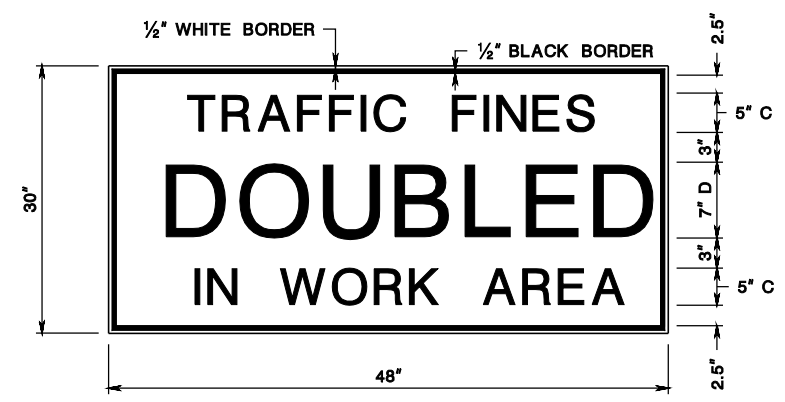 ½" WHITE BORDER
½" BLACK BORDER
2.5"
TRAFFIC FINES
5" C
3"
30"
DOUBLED
7" D
3"
IN WORK AREA
5" C
48"
2.5"